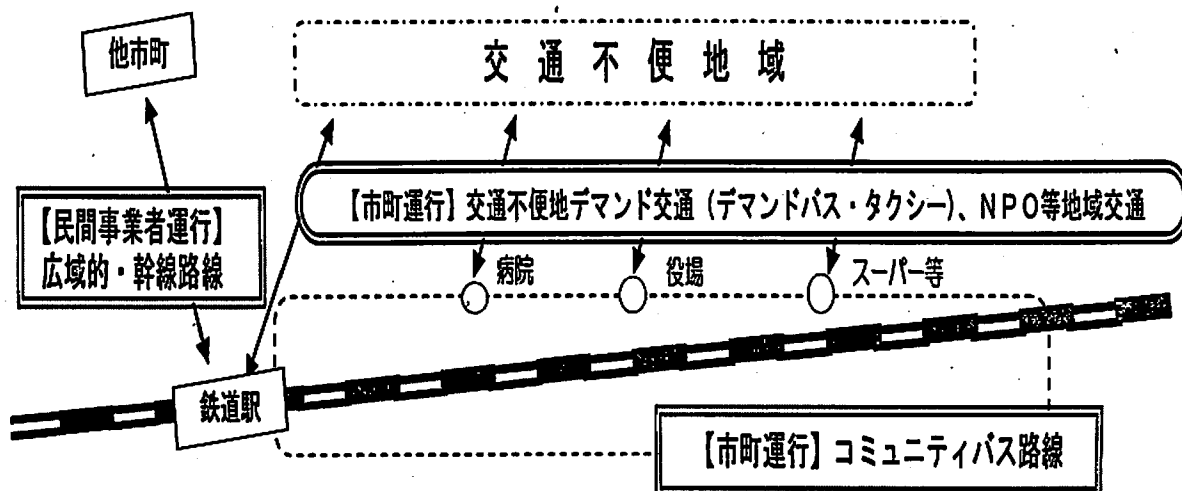 他市町
交通不便地域
【市町運行】交通不便地デマンド交通（デマンドバス・タクシー）、NPO等地域交通
【民間事業者運行】
広域的・幹線路線
病院
役場
スーパー等
鉄道駅
【市町運行】コミュニティバス路線